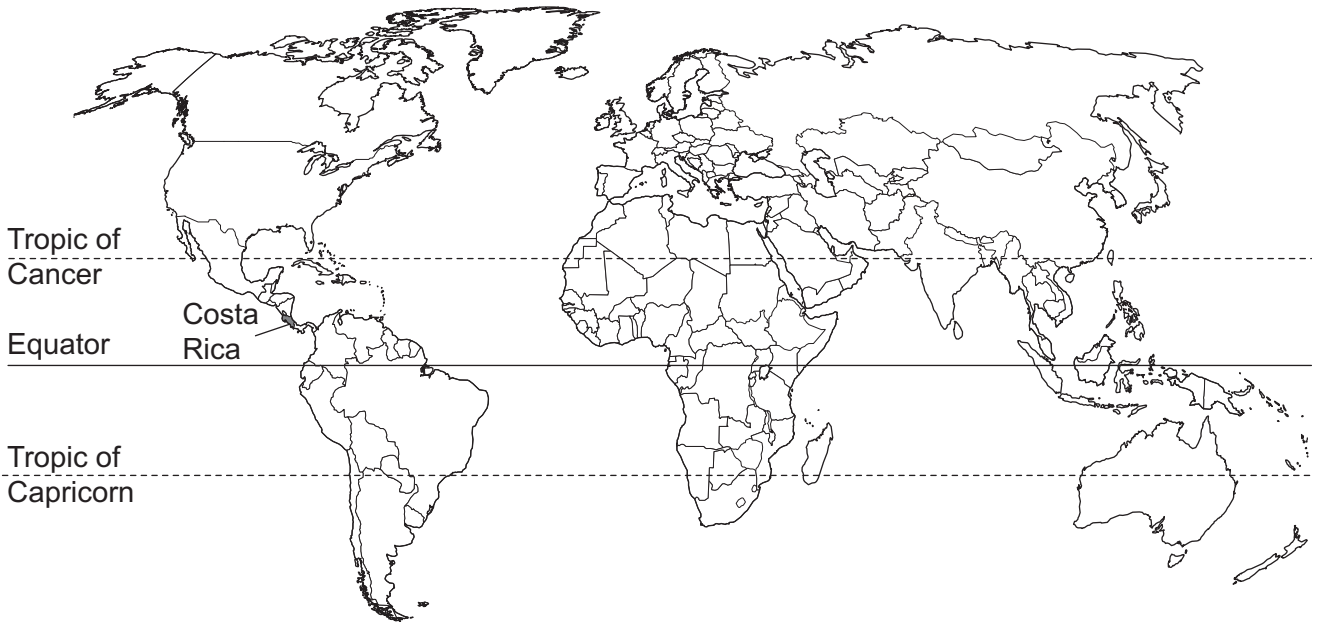 Tropic of
Cancer
Costa
Rica
Equator
Tropic of
Capricorn